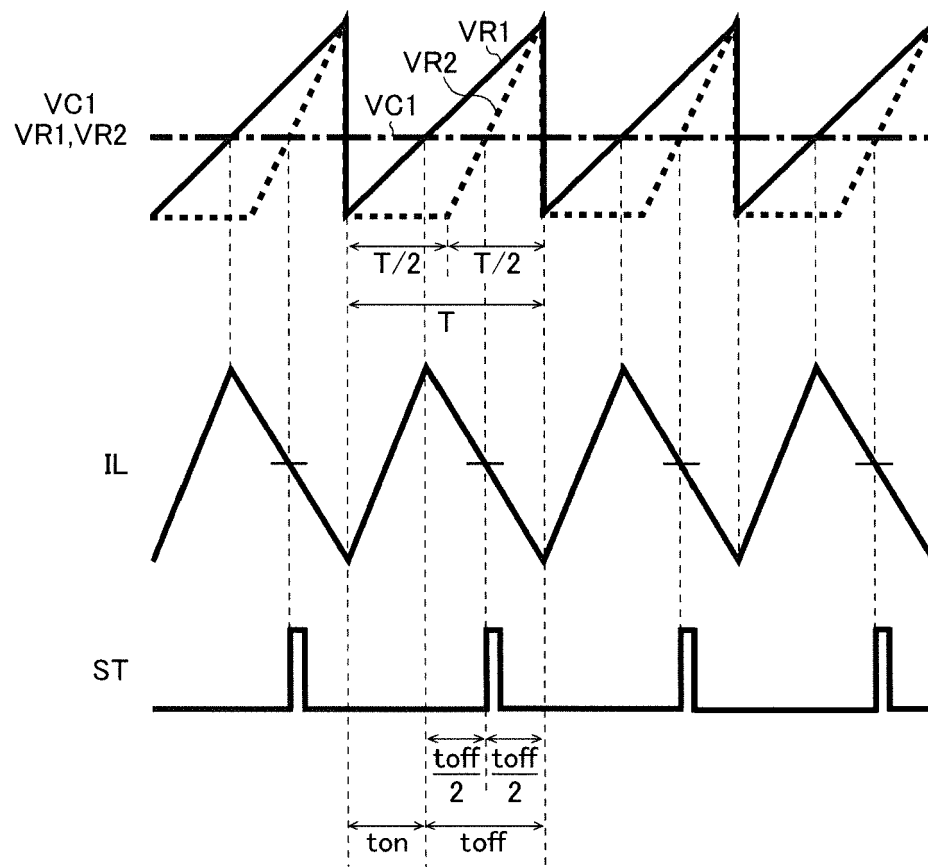 VR1
VR2
VC1
VC1
VR1,VR2
T/2
T/2
T
IL
ST
toff
2
toff
2
ton
toff